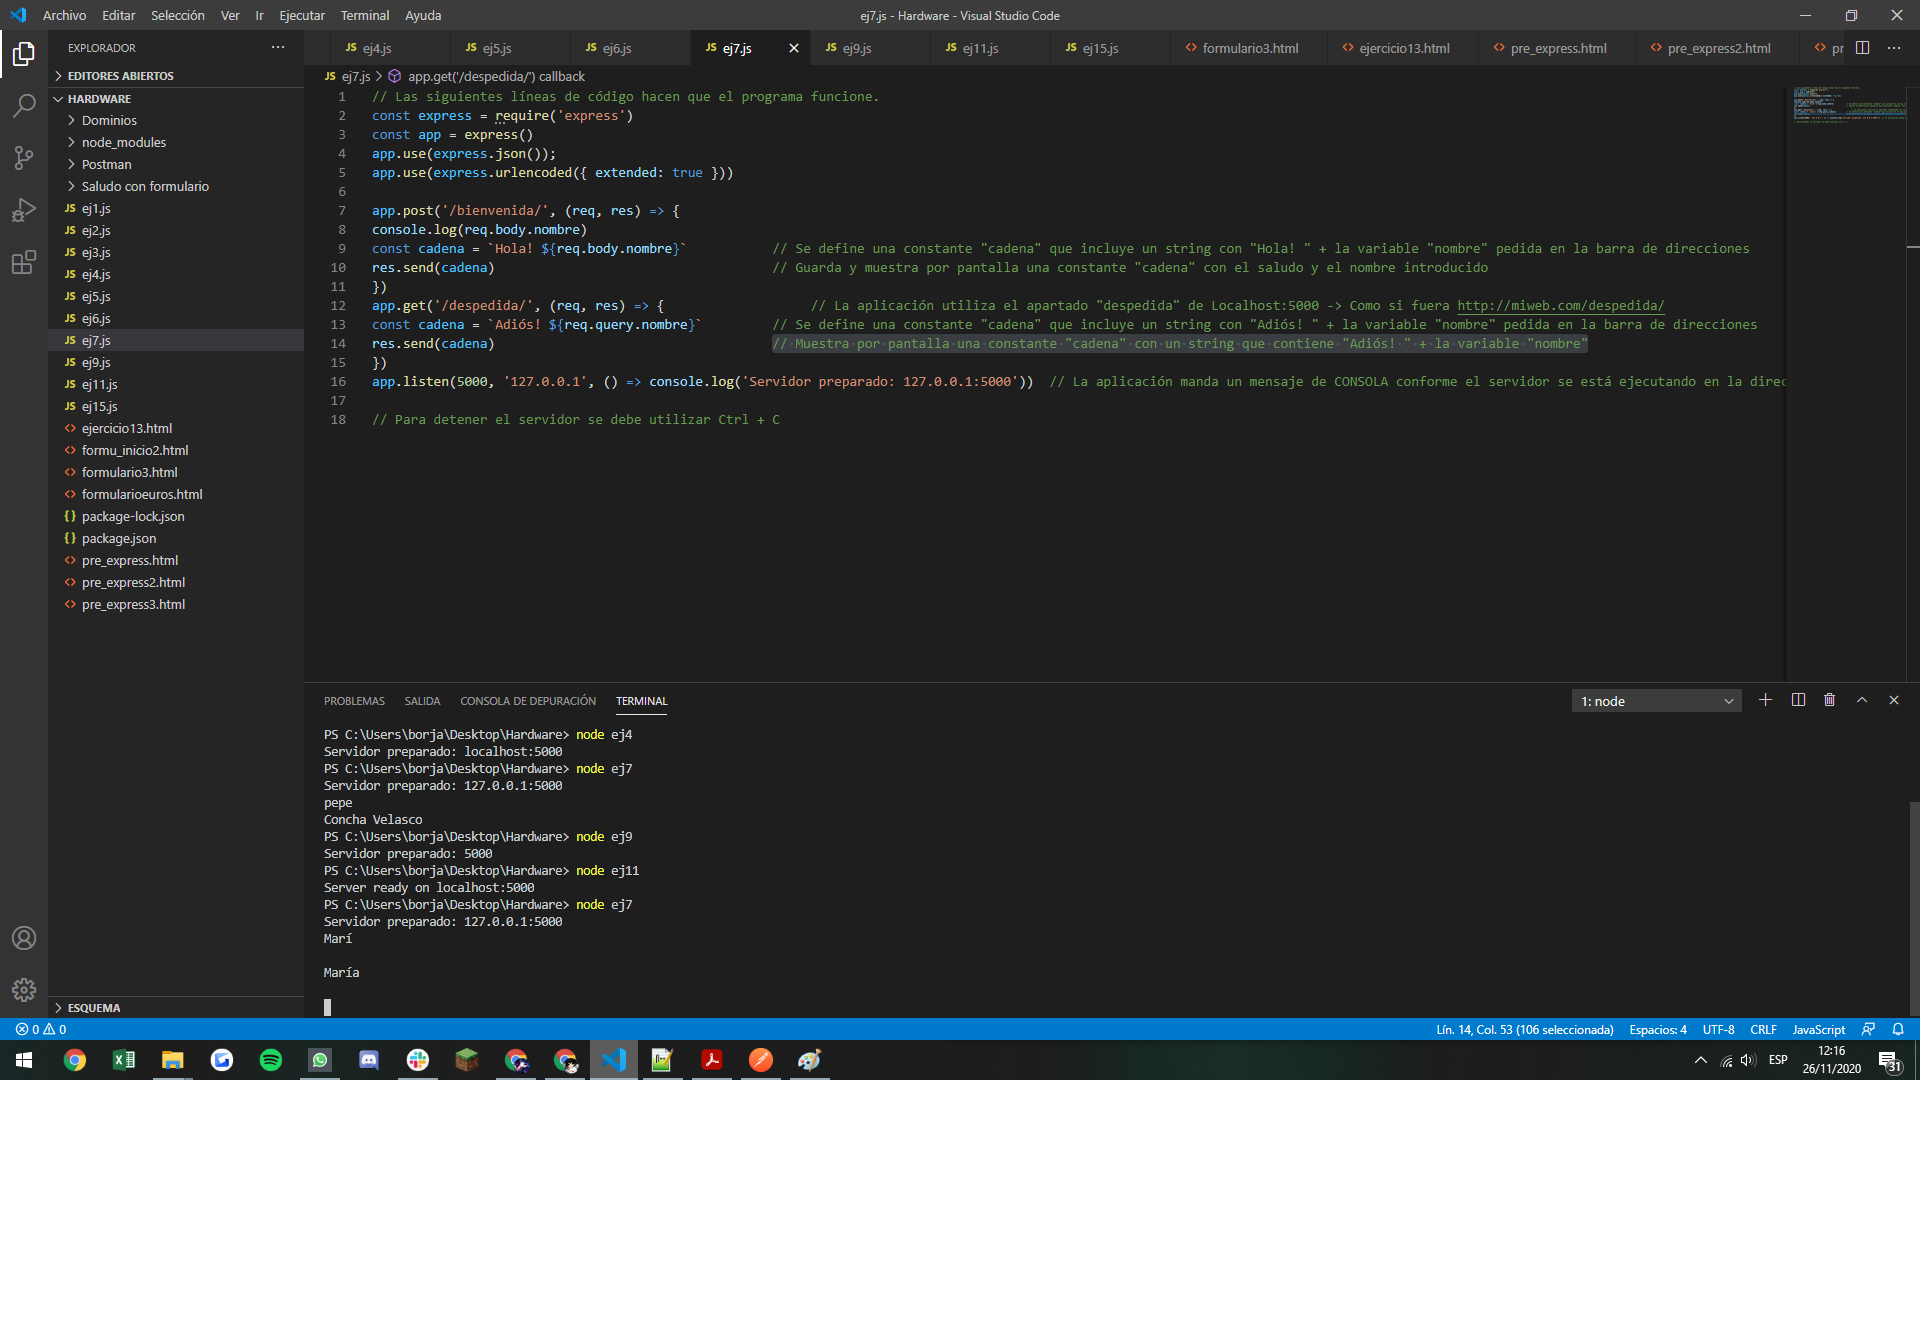 Archivo Editar Selección Ver Ir Ejecutar Terminal Ayuda
ej7.js - Hardware - Visual Studio Code
EXPLORADOR
EDITORES ABIERTOS
HARDWARE
Dominios
node_modules
Postman
Saludo con formulario
JS ej1.js
JS ej2.js
JS ej3.js
JS ej4.js
JS ej5.js
JS ej6.js
JS ej7.js
JS ej9.js
JS ej11.js
JS ej15.js
<> ejercicio13.html
<> formu_inicio2.html
<> formulario3.html
<> formularioeuros.html
{} package-lock.json
{} package.json
<> pre_express.html
<> pre_express2.html
<> pre_express3.html
ESQUEMA
JS ej4.js JS ej5.js JS ej6.js JS ej7.js JS ej9.js JS ej11.js JS ej15.js <> formulario3.html <> ejercicio13.html <> pre_express.html <> pre_express2.html <> pr
JS ej7.js > app.get('/despedida/') callback
1 // Las siguientes líneas de código hacen que el programa funcione.
2 const express = require('express')
3 const app = express()
4 app.use(express.json());
5 app.use(express.urlencoded({ extended: true }))
6
7 app.post('/bienvenida/', (req, res) => {
8 console.log(req.body.nombre)
9 const cadena = `Hola! ${req.body.nombre}` // Se define una constante "cadena" que incluye un string con "Hola! " + la variable "nombre" pedida en la barra de direcciones
10 res.send(cadena) // Guarda y muestra por pantalla una constante "cadena" con el saludo y el nombre introducido
11 })
12 app.get('/despedida/', (req, res) => { // La aplicación utiliza el apartado "despedida" de Localhost:5000 -> Como si fuera http://miweb.com/despedida/
13 const cadena = `Adiós! ${req.query.nombre}` // Se define una constante "cadena" que incluye un string con "Adiós! " + la variable "nombre" pedida en la barra de direcciones
14 res.send(cadena) // Muestra por pantalla una constante "cadena" con un string que contiene "Adiós! " + la variable "nombre"
15 })
16 app.listen(5000, '127.0.0.1', () => console.log('Servidor preparado: 127.0.0.1:5000')) // La aplicación manda un mensaje de CONSOLA conforme el servidor se está ejecutando en la direc
17
18 // Para detener el servidor se debe utilizar Ctrl + C
PROBLEMAS SALIDA CONSOLA DE DEPURACIÓN TERMINAL 1: node
PS C:\Users\borja\Desktop\Hardware> node ej4
Servidor preparado: localhost:5000
PS C:\Users\borja\Desktop\Hardware> node ej7
Servidor preparado: 127.0.0.1:5000
pepe
Concha Velasco
PS C:\Users\borja\Desktop\Hardware> node ej9
Servidor preparado: 5000
PS C:\Users\borja\Desktop\Hardware> node ej11
Server ready on localhost:5000
PS C:\Users\borja\Desktop\Hardware> node ej7
Servidor preparado: 127.0.0.1:5000
Marí
María
0 0 Lín. 14, Col. 53 (106 seleccionada) Espacios: 4 UTF-8 CRLF JavaScript
ESP
12:16
26/11/2020
31